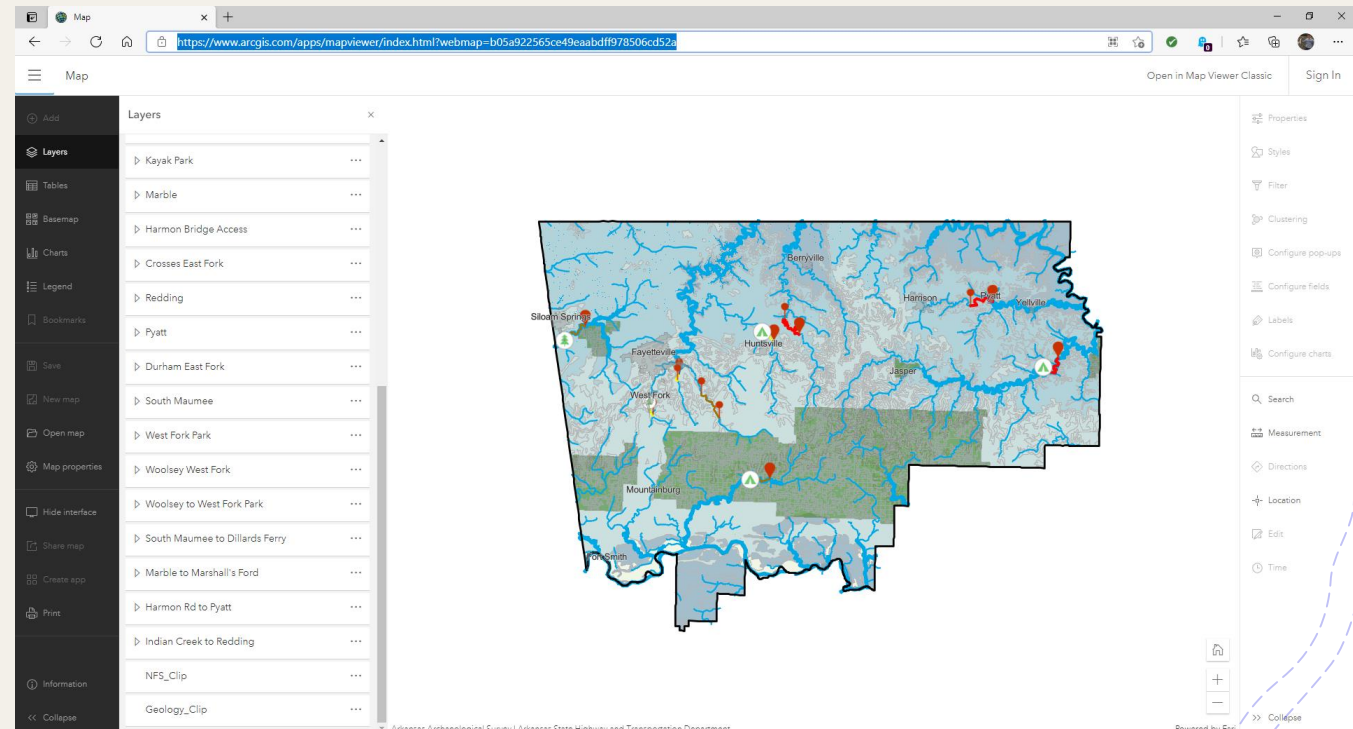 Map
https://www.arcgis.com/apps/mapviewer/index.html?webmap=b05a922565ce49eaabdff978506cd52a
0
Map
Open in Map Viewer Classic
Sign In
Add
Layers
Tables
Basemap
Charts
Legend
Bookmarks
Save
New map
Open map
Map properties
Hide interface
Share map
Create app
Print
Information
Collapse
Layers
Kayak Park
Marble
Harmon Bridge Access
Crosses East Fork
Redding
Pyatt
Durham East Fork
South Maumee
West Fork Park
Woolsey West Fork
Woolsey to West Fork Park
South Maumee to Dillards Ferry
Marble to Marshall's Ford
Harmon Rd to Pyatt
Indian Creek to Redding
NFS_Clip
Geology_Clip
Berryville
Harrison
Pyatt
Yellville
Siloam Springs
Huntsville
Fayetteville
Jasper
West Fork
Mountainburg
Fort Smith
Arkansas Archeological Survey | Arkansas State Highway and Transportation Department
Powered by Esri
Properties
Styles
Filter
Clustering
Configure pop-ups
Configure fields
Labels
Configure charts
Search
Measurement
Directions
Location
Edit
Time
Collapse